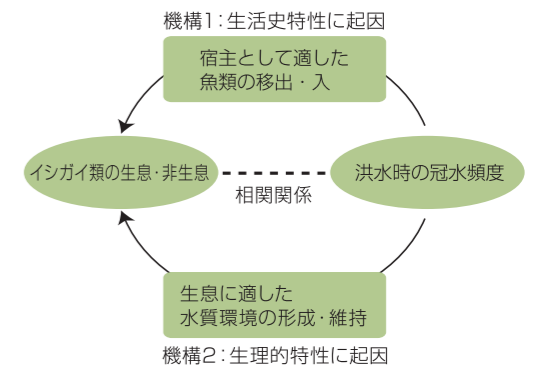 機構1：生活史特性に起因
宿主として適した
魚類の移出・入
イシガイ類の生息・非生息
相関関係
洪水時の冠水頻度
生息に適した
水質環境の形成・維持
機構2：生理的特性に起因